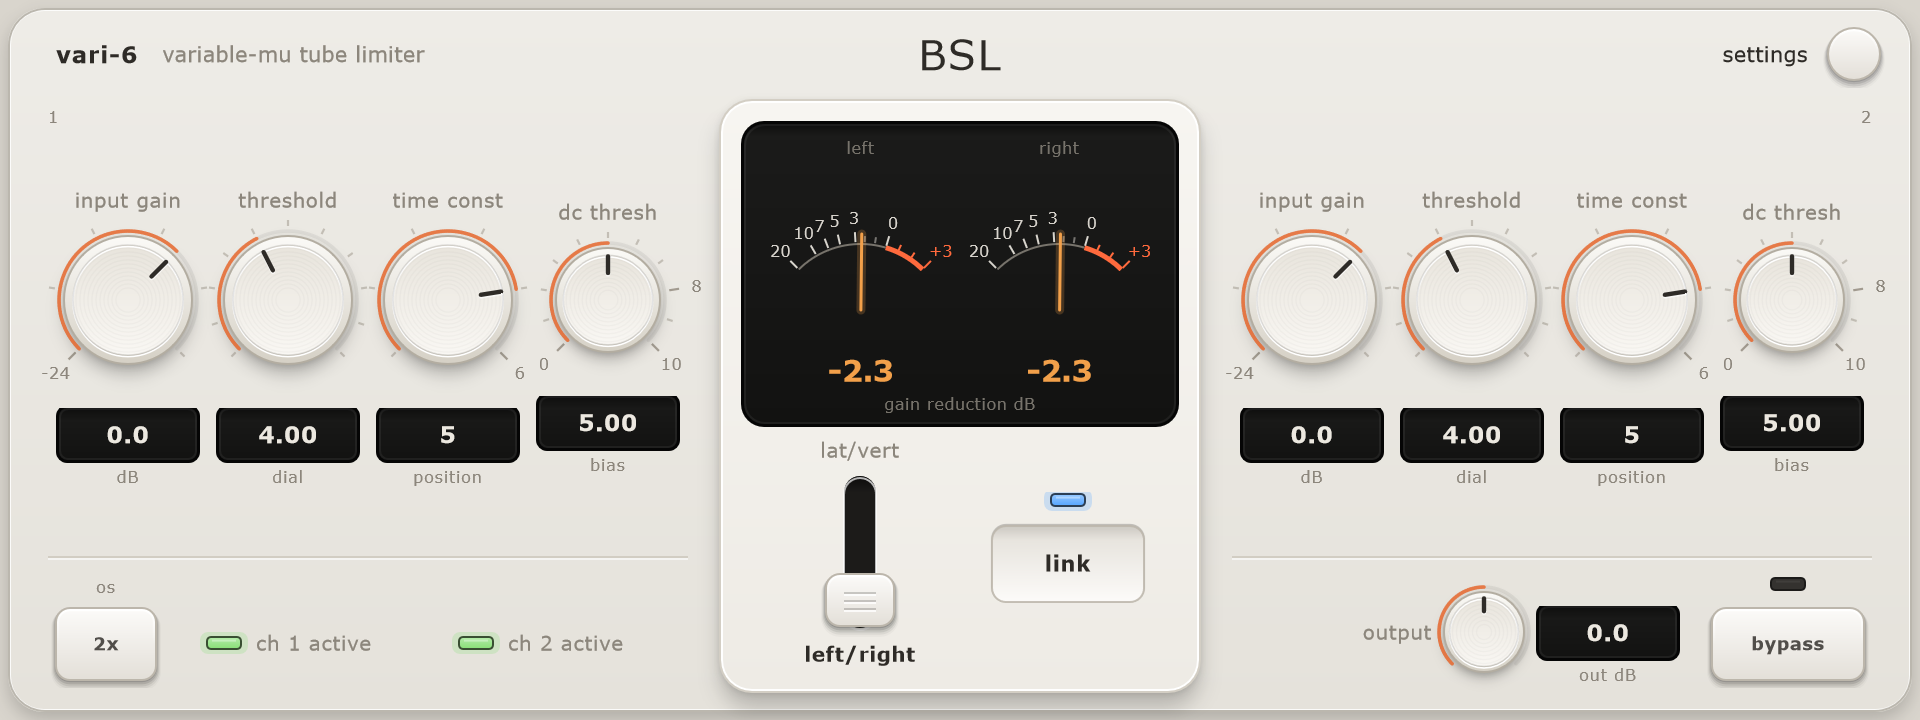 vari-6 variable-mu tube limiter
BSL
settings
1
2
input gain threshold time const dc thresh
-24 6 0 8 10
0.0 4.00 5 5.00
dB dial position bias
left right
20 10 7 5 3 0 +3
20 10 7 5 3 0 +3
-2.3 -2.3
gain reduction dB
lat/vert
link
left/right
input gain threshold time const dc thresh
-24 6 0 8 10
0.0 4.00 5 5.00
dB dial position bias
os
2x
ch 1 active ch 2 active
output 0.0
out dB
bypass